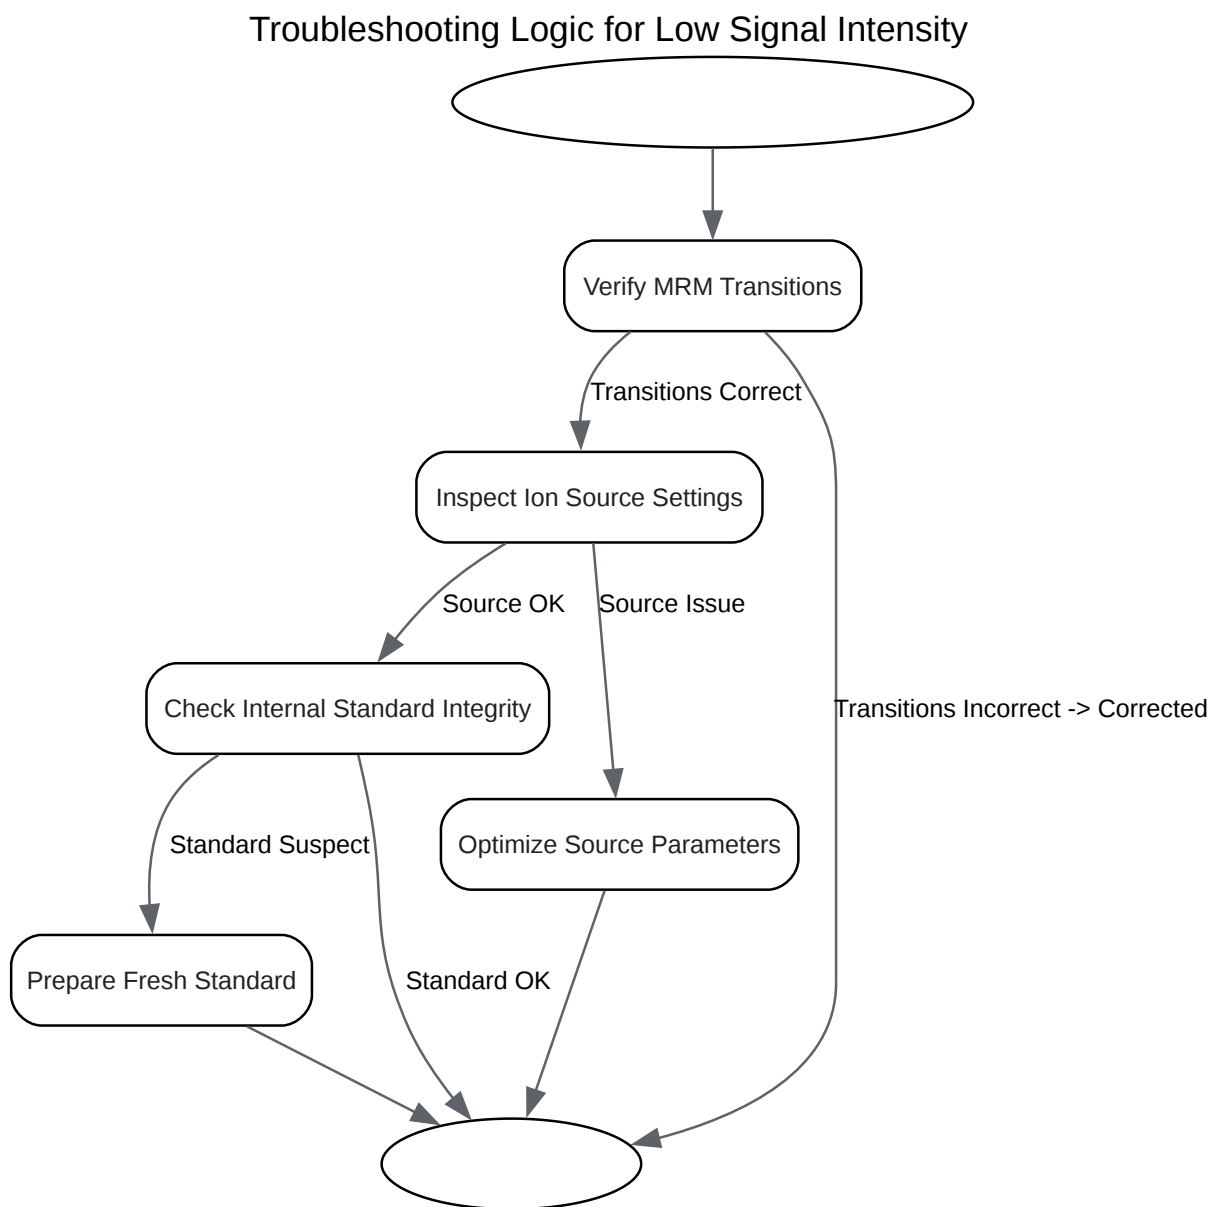 Troubleshooting Logic for Low Signal Intensity
Verify MRM Transitions
Transitions Correct
Inspect Ion Source Settings
Source OK
Source Issue
Check Internal Standard Integrity
Transitions Incorrect -> Corrected
Standard Suspect
Optimize Source Parameters
Prepare Fresh Standard
Standard OK